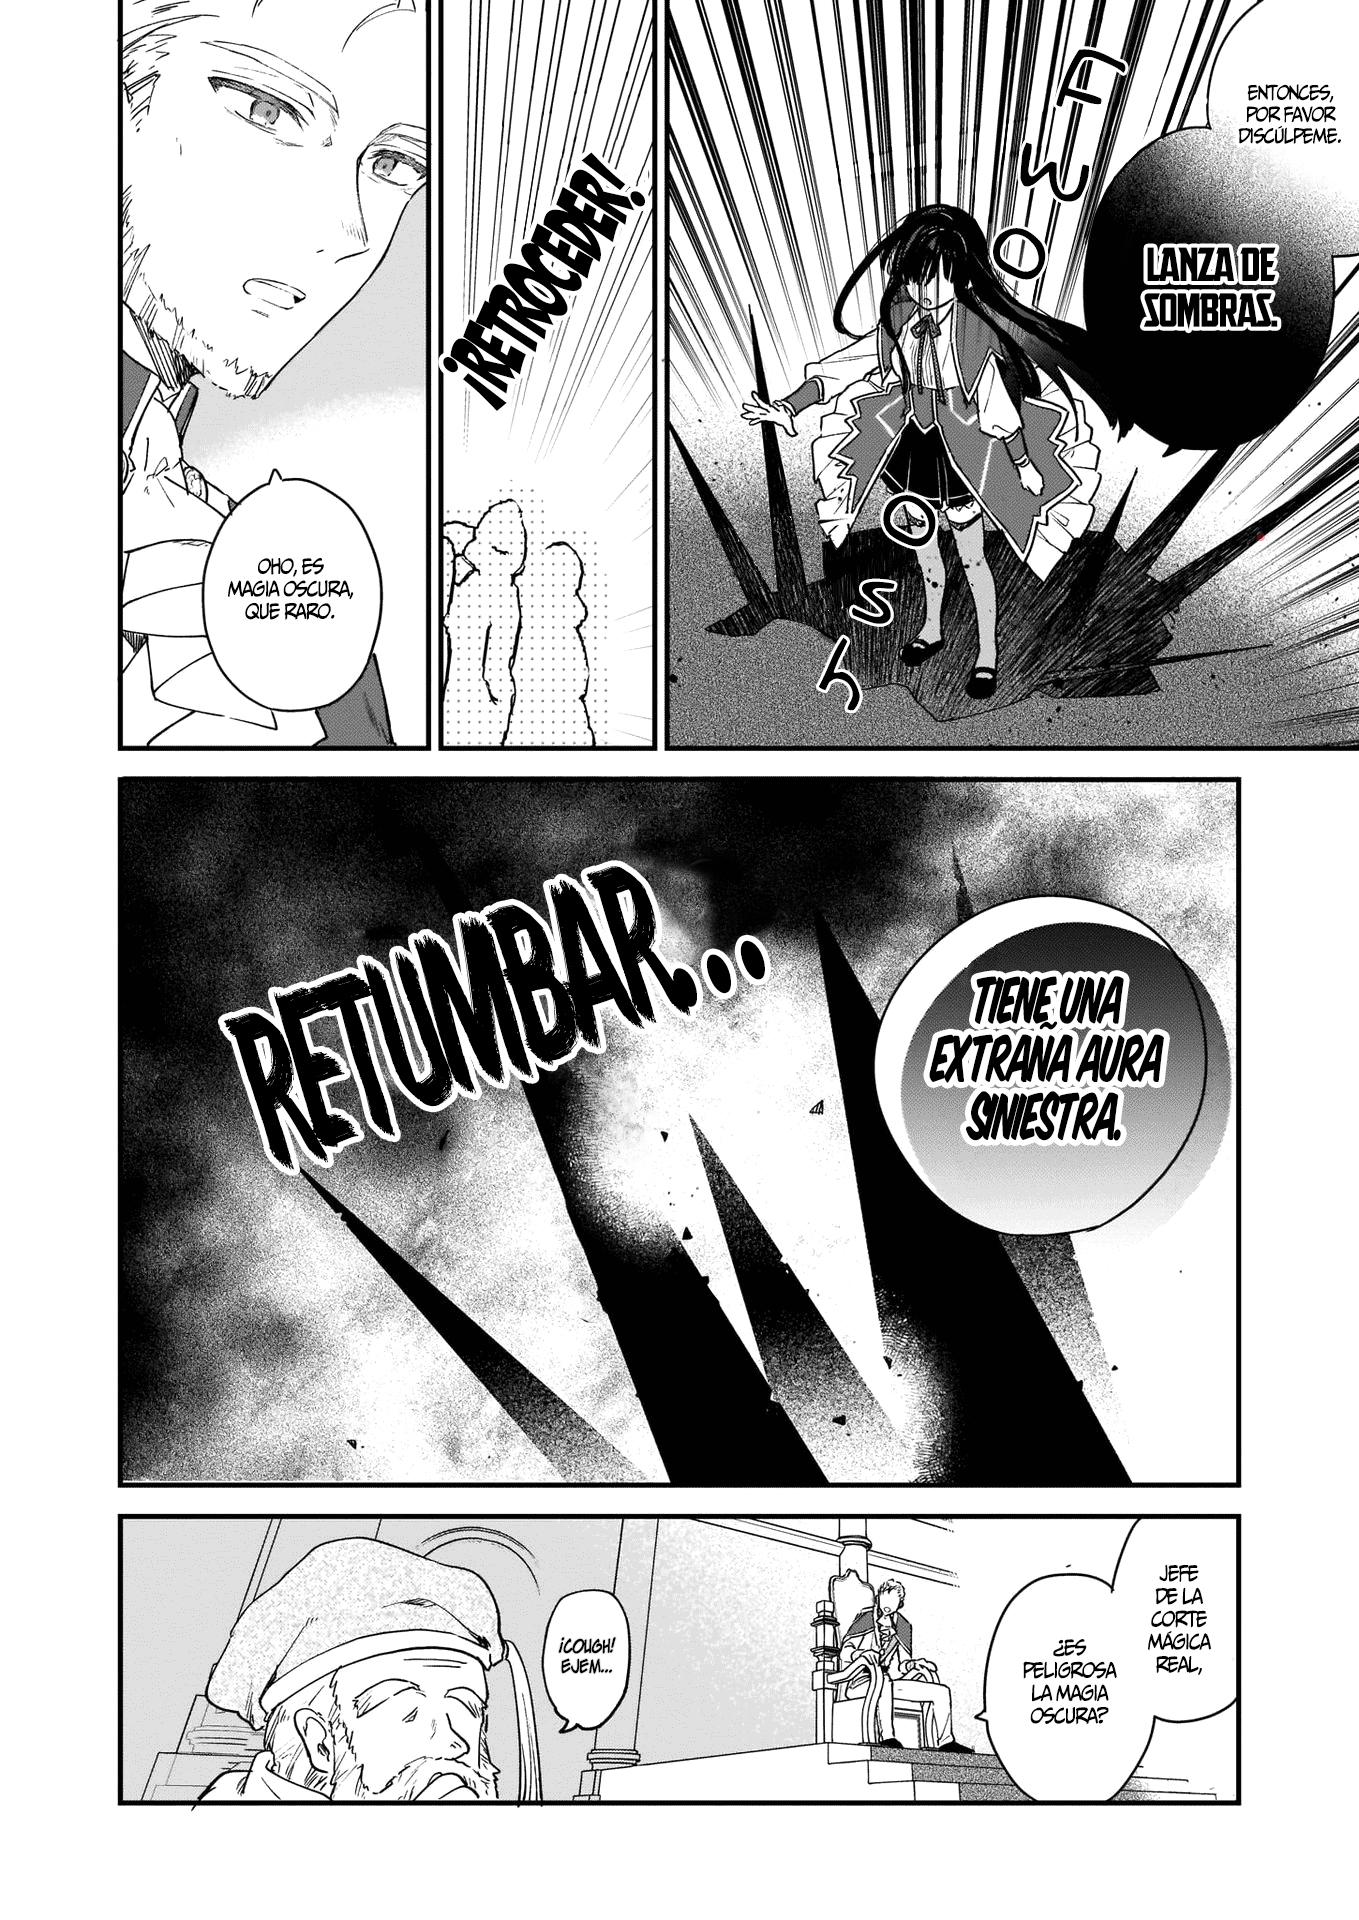 ENTONCES,
POR FAVOR
DISCÚLPEME.
LANZA DE
SOMBRAS.
FWOOSH
¡RETROCEDER!
OHO, ES
MAGIA OSCURA,
QUE RARO.
TIENE UNA
EXTRAÑA AURA
SINIESTRA.
RETUMBAR...
JEFE
DE LA
CORTE
MÁGICA
REAL,
¿ES
PELIGROSA
LA MAGIA
OSCURA?
¡COUGH!
EJEM...